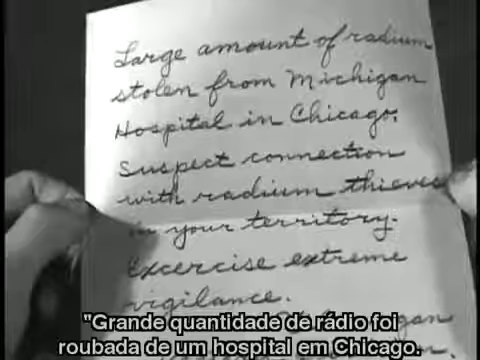 Large amount of radium
stolen from Michigan
Hospital in Chicago.
Suspect connection
with radium thieves
in your territory.
Excercise extreme
vigilance.
"Grande quantidade de rádio foi
roubada de um hospital em Chicago.